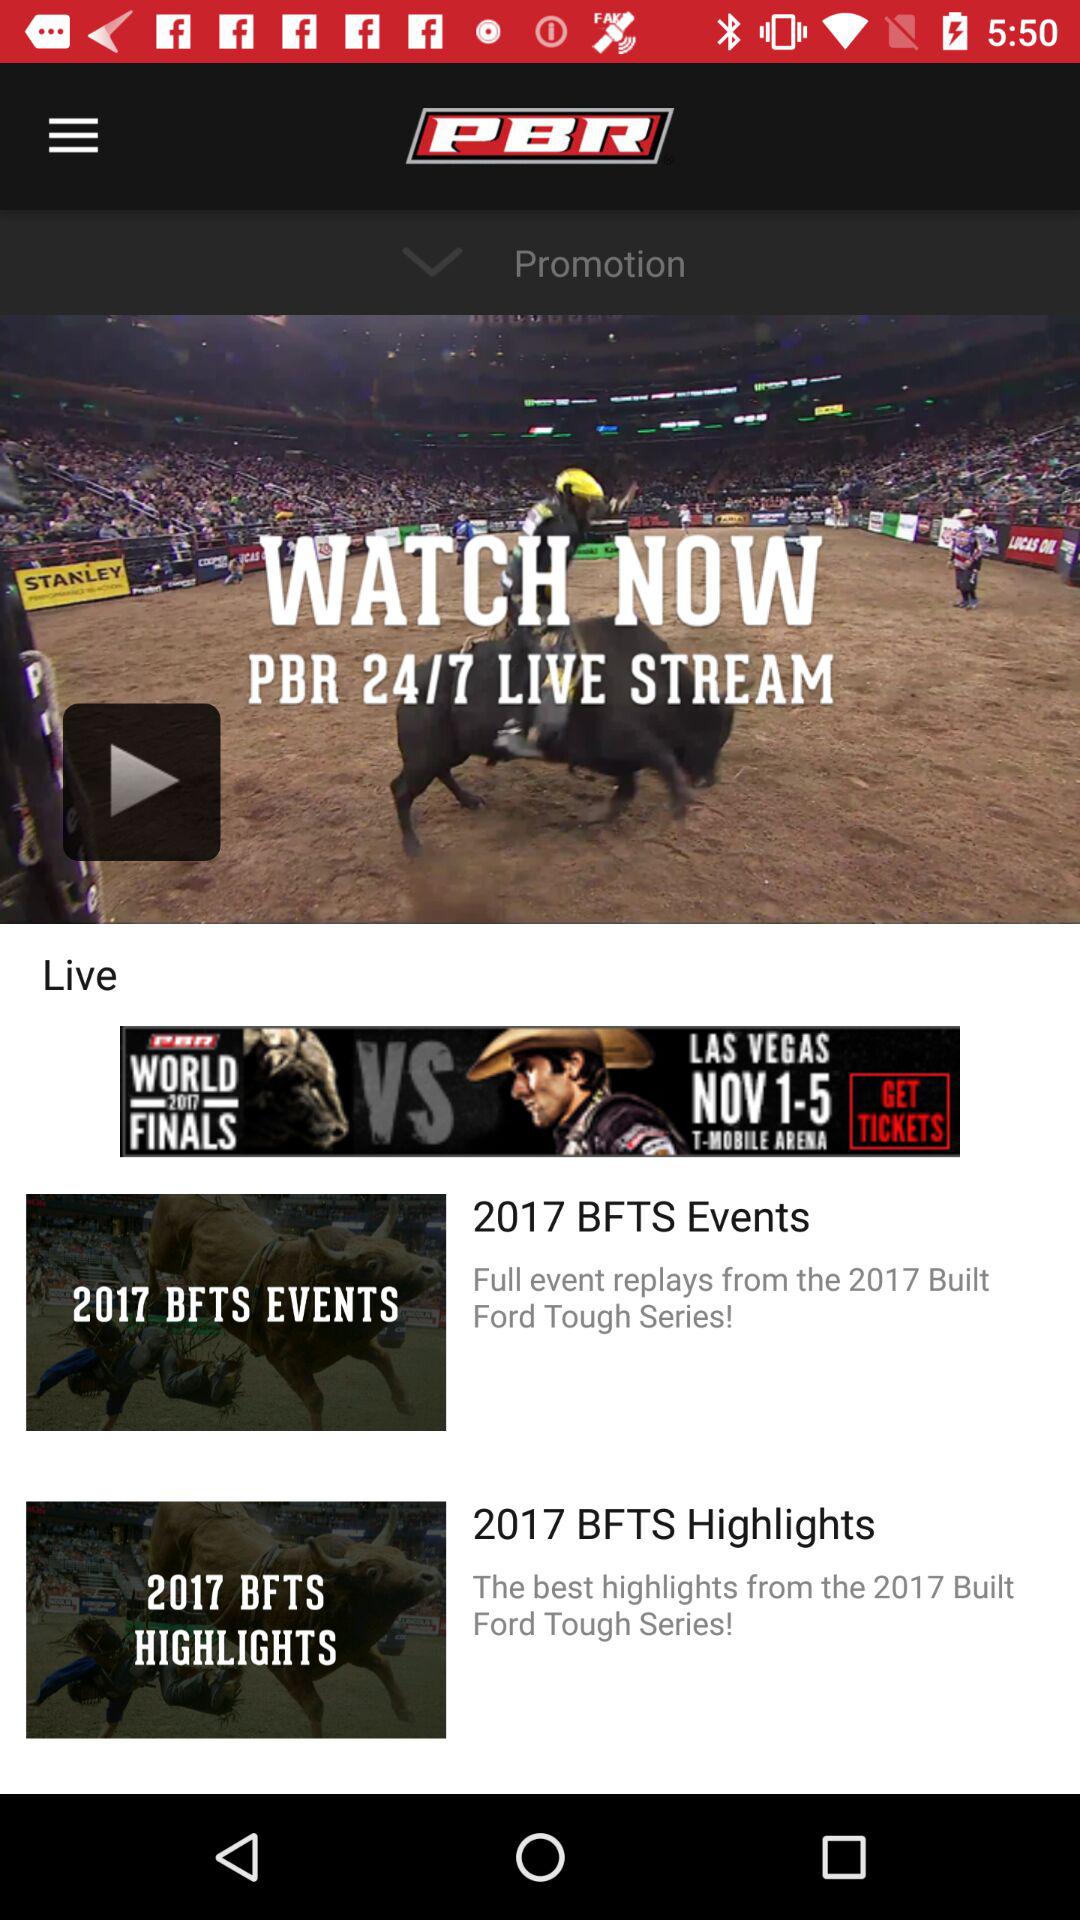 FAKE
5:50
PBR
Promotion
STANLEY
LUCAS OIL
WATCH NOW
PBR 24/7 LIVE STREAM
Live
PBR
WORLD
2017
FINALS
VS
LAS VEGAS
NOV 1-5
T-MOBILE ARENA
GET
TICKETS
2017 BFTS EVENTS
2017 BFTS Events
Full event replays from the 2017 Built
Ford Tough Series!
2017 BFTS
HIGHLIGHTS
2017 BFTS Highlights
The best highlights from the 2017 Built
Ford Tough Series!